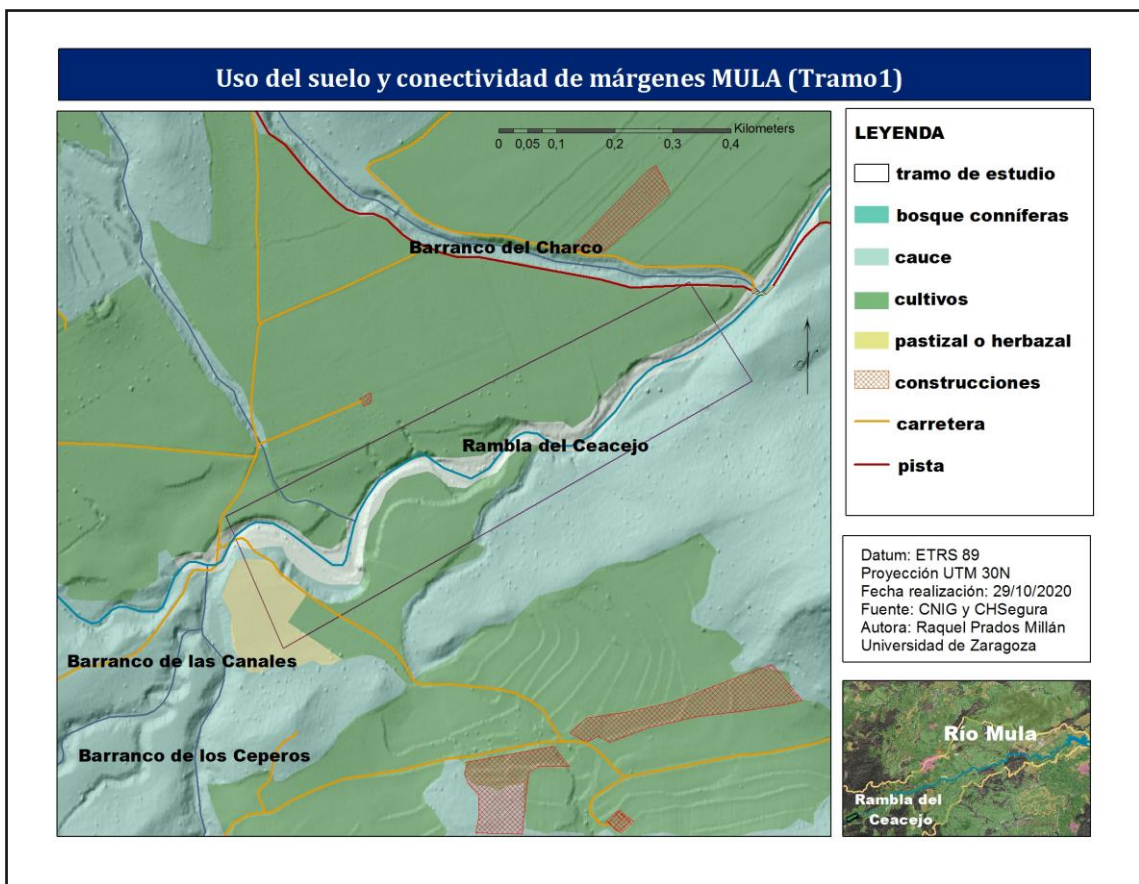 Uso del suelo y conectividad de márgenes MULA (Tramo1)
Kilometers
0 0,05 0,1 0,2 0,3 0,4
Barranco del Charco
Rambla del Ceacejo
Barranco de las Canales
Barranco de los Ceperos
N
LEYENDA
tramo de estudio
bosque conníferas
cauce
cultivos
pastizal o herbazal
construcciones
carretera
pista
Datum: ETRS 89
Proyección UTM 30N
Fecha realización: 29/10/2020
Fuente: CNIG y CHSegura
Autora: Raquel Prados Millán
Universidad de Zaragoza
Río Mula
Rambla del
Ceacejo